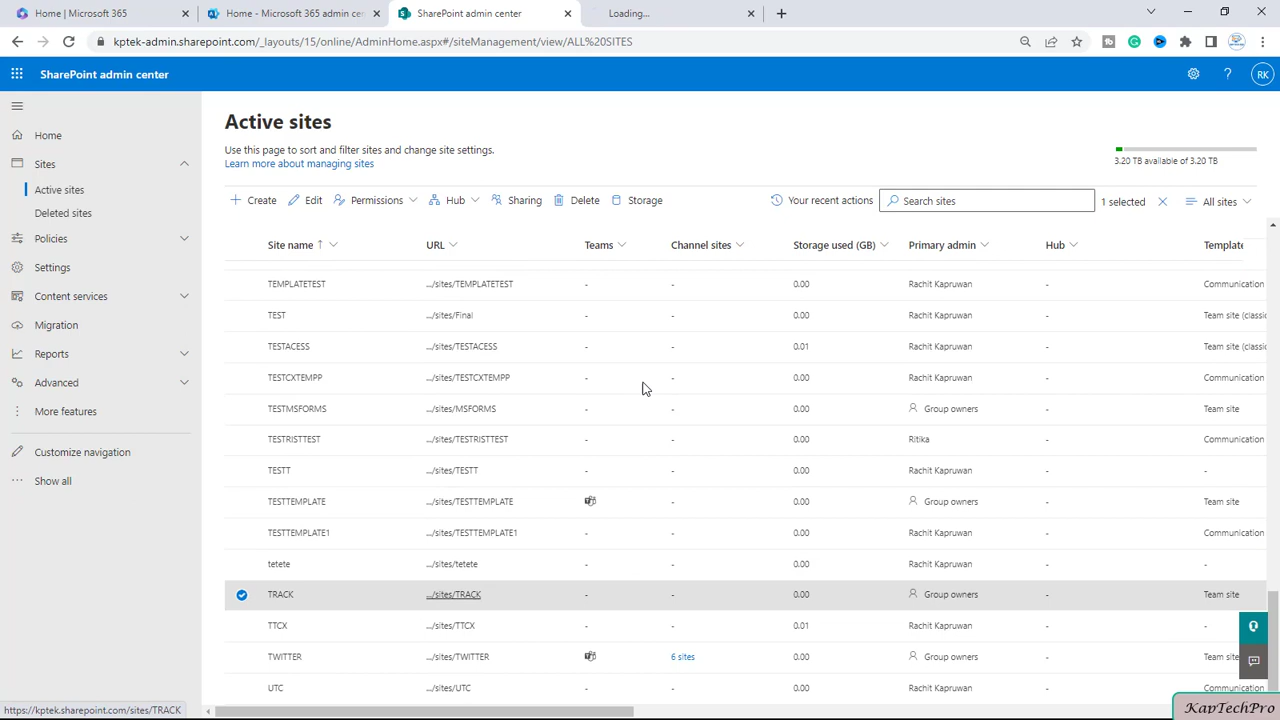 Home | Microsoft 365
Home - Microsoft 365 admin cen
SharePoint admin center
Loading...
kptek-admin.sharepoint.com/_layouts/15/online/AdminHome.aspx#/siteManagement/view/ALL%20SITES
SharePoint admin center
RK
Home
Sites
Active sites
Deleted sites
Policies
Settings
Content services
Migration
Reports
Advanced
More features
Customize navigation
Show all
Active sites
Use this page to sort and filter sites and change site settings.
Learn more about managing sites
3.20 TB available of 3.20 TB
Create Edit Permissions Hub Sharing Delete Storage Your recent actions Search sites 1 selected All sites
Site name ↑ URL Teams Channel sites Storage used (GB) Primary admin Hub Template
TEMPLATETEST .../sites/TEMPLATETEST - - 0.00 Rachit Kapruwan - Communication
TEST .../sites/Final - - 0.00 Rachit Kapruwan - Team site (classic
TESTACESS .../sites/TESTACESS - - 0.01 Rachit Kapruwan - Team site (classic
TESTCXTEMPP .../sites/TESTCXTEMPP - - 0.00 Rachit Kapruwan - Communication
TESTMSFORMS .../sites/MSFORMS - - 0.00 Group owners - Team site
TESTRISTTEST .../sites/TESTRISTTEST - - 0.00 Ritika - Communication
TESTT .../sites/TESTT - - 0.00 Rachit Kapruwan - -
TESTTEMPLATE .../sites/TESTTEMPLATE - 0.00 Group owners - Team site
TESTTEMPLATE1 .../sites/TESTTEMPLATE1 - - 0.00 Rachit Kapruwan - Communication
tetete .../sites/tetete - - 0.00 Rachit Kapruwan - -
TRACK .../sites/TRACK - - 0.00 Group owners - Team site
TTCX .../sites/TTCX - - 0.01 Rachit Kapruwan - -
TWITTER .../sites/TWITTER 6 sites 0.00 Group owners - Team site
UTC .../sites/UTC - - 0.00 Rachit Kapruwan - Communication
https://kptek.sharepoint.com/sites/TRACK
KapTechPro